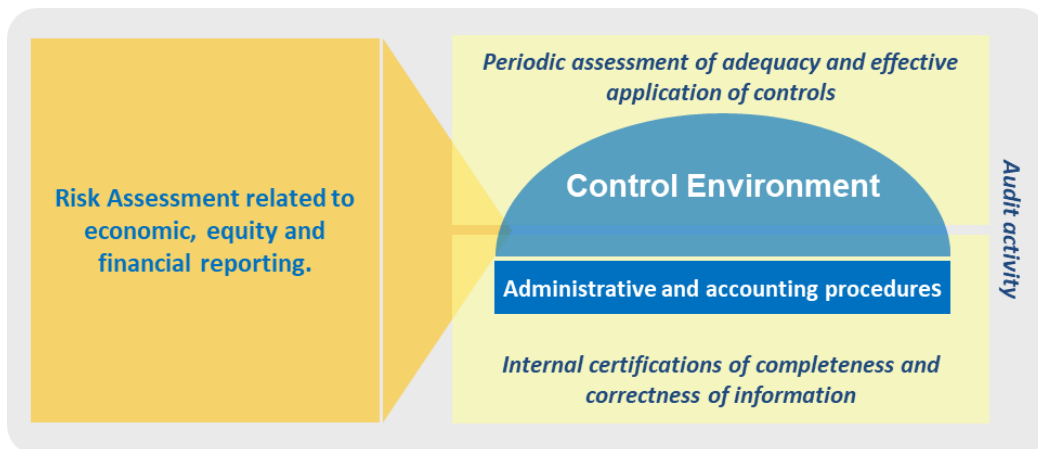 Risk Assessment related to
economic, equity and
financial reporting.
Periodic assessment of adequacy and effective
application of controls
Control Environment
Administrative and accounting procedures
Internal certifications of completeness and
correctness of information
Audit activity